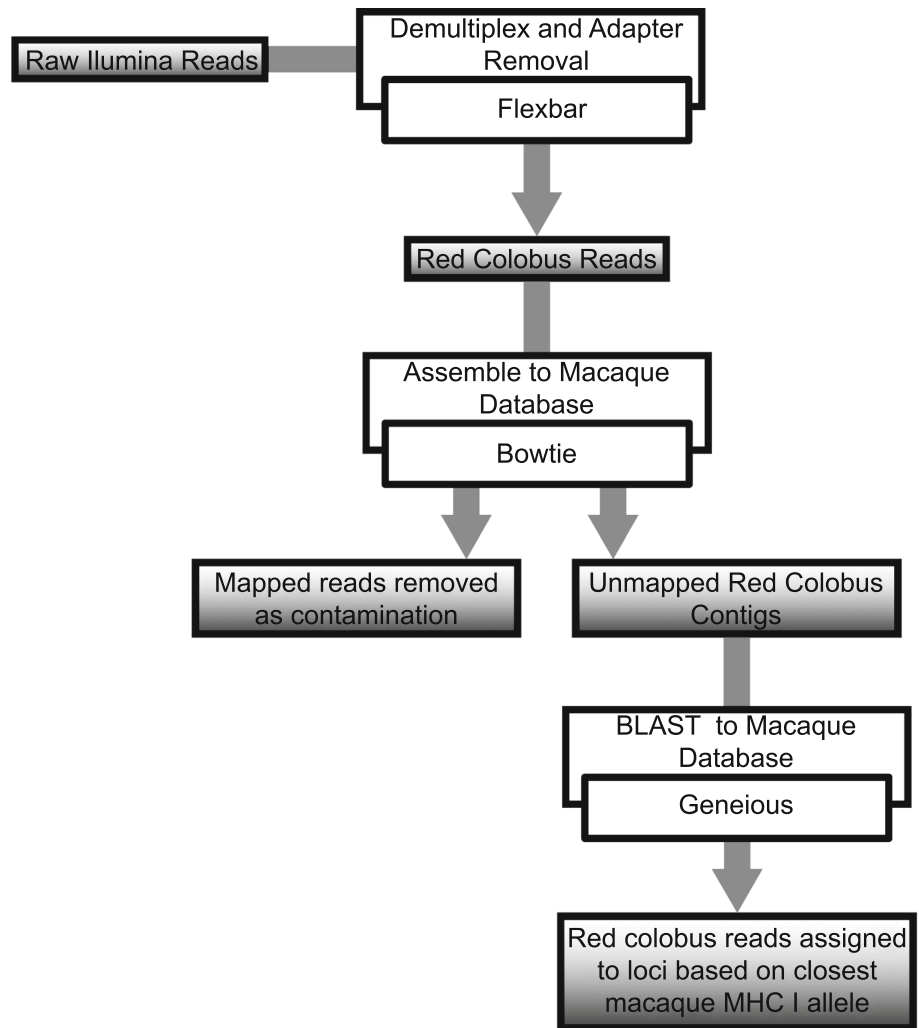 Raw Ilumina Reads
Demultiplex and Adapter
Removal
Flexbar
Red Colobus Reads
Assemble to Macaque
Database
Bowtie
Mapped reads removed
as contamination
Unmapped Red Colobus
Contigs
BLAST to Macaque
Database
Geneious
Red colobus reads assigned
to loci based on closest
macaque MHC I allele